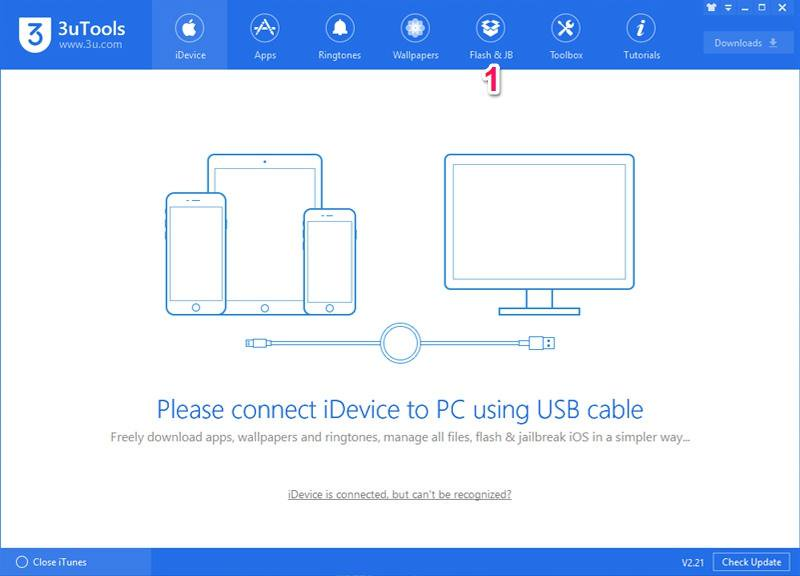 3 3uTools
www.3u.com
iDevice
Apps
Ringtones
Wallpapers
Flash & JB
Toolbox
Tutorials
Downloads
1
Please connect iDevice to PC using USB cable
Freely download apps, wallpapers and ringtones, manage all files, flash & jailbreak iOS in a simpler way...
iDevice is connected, but can't be recognized?
Close iTunes
V2.21
Check Update